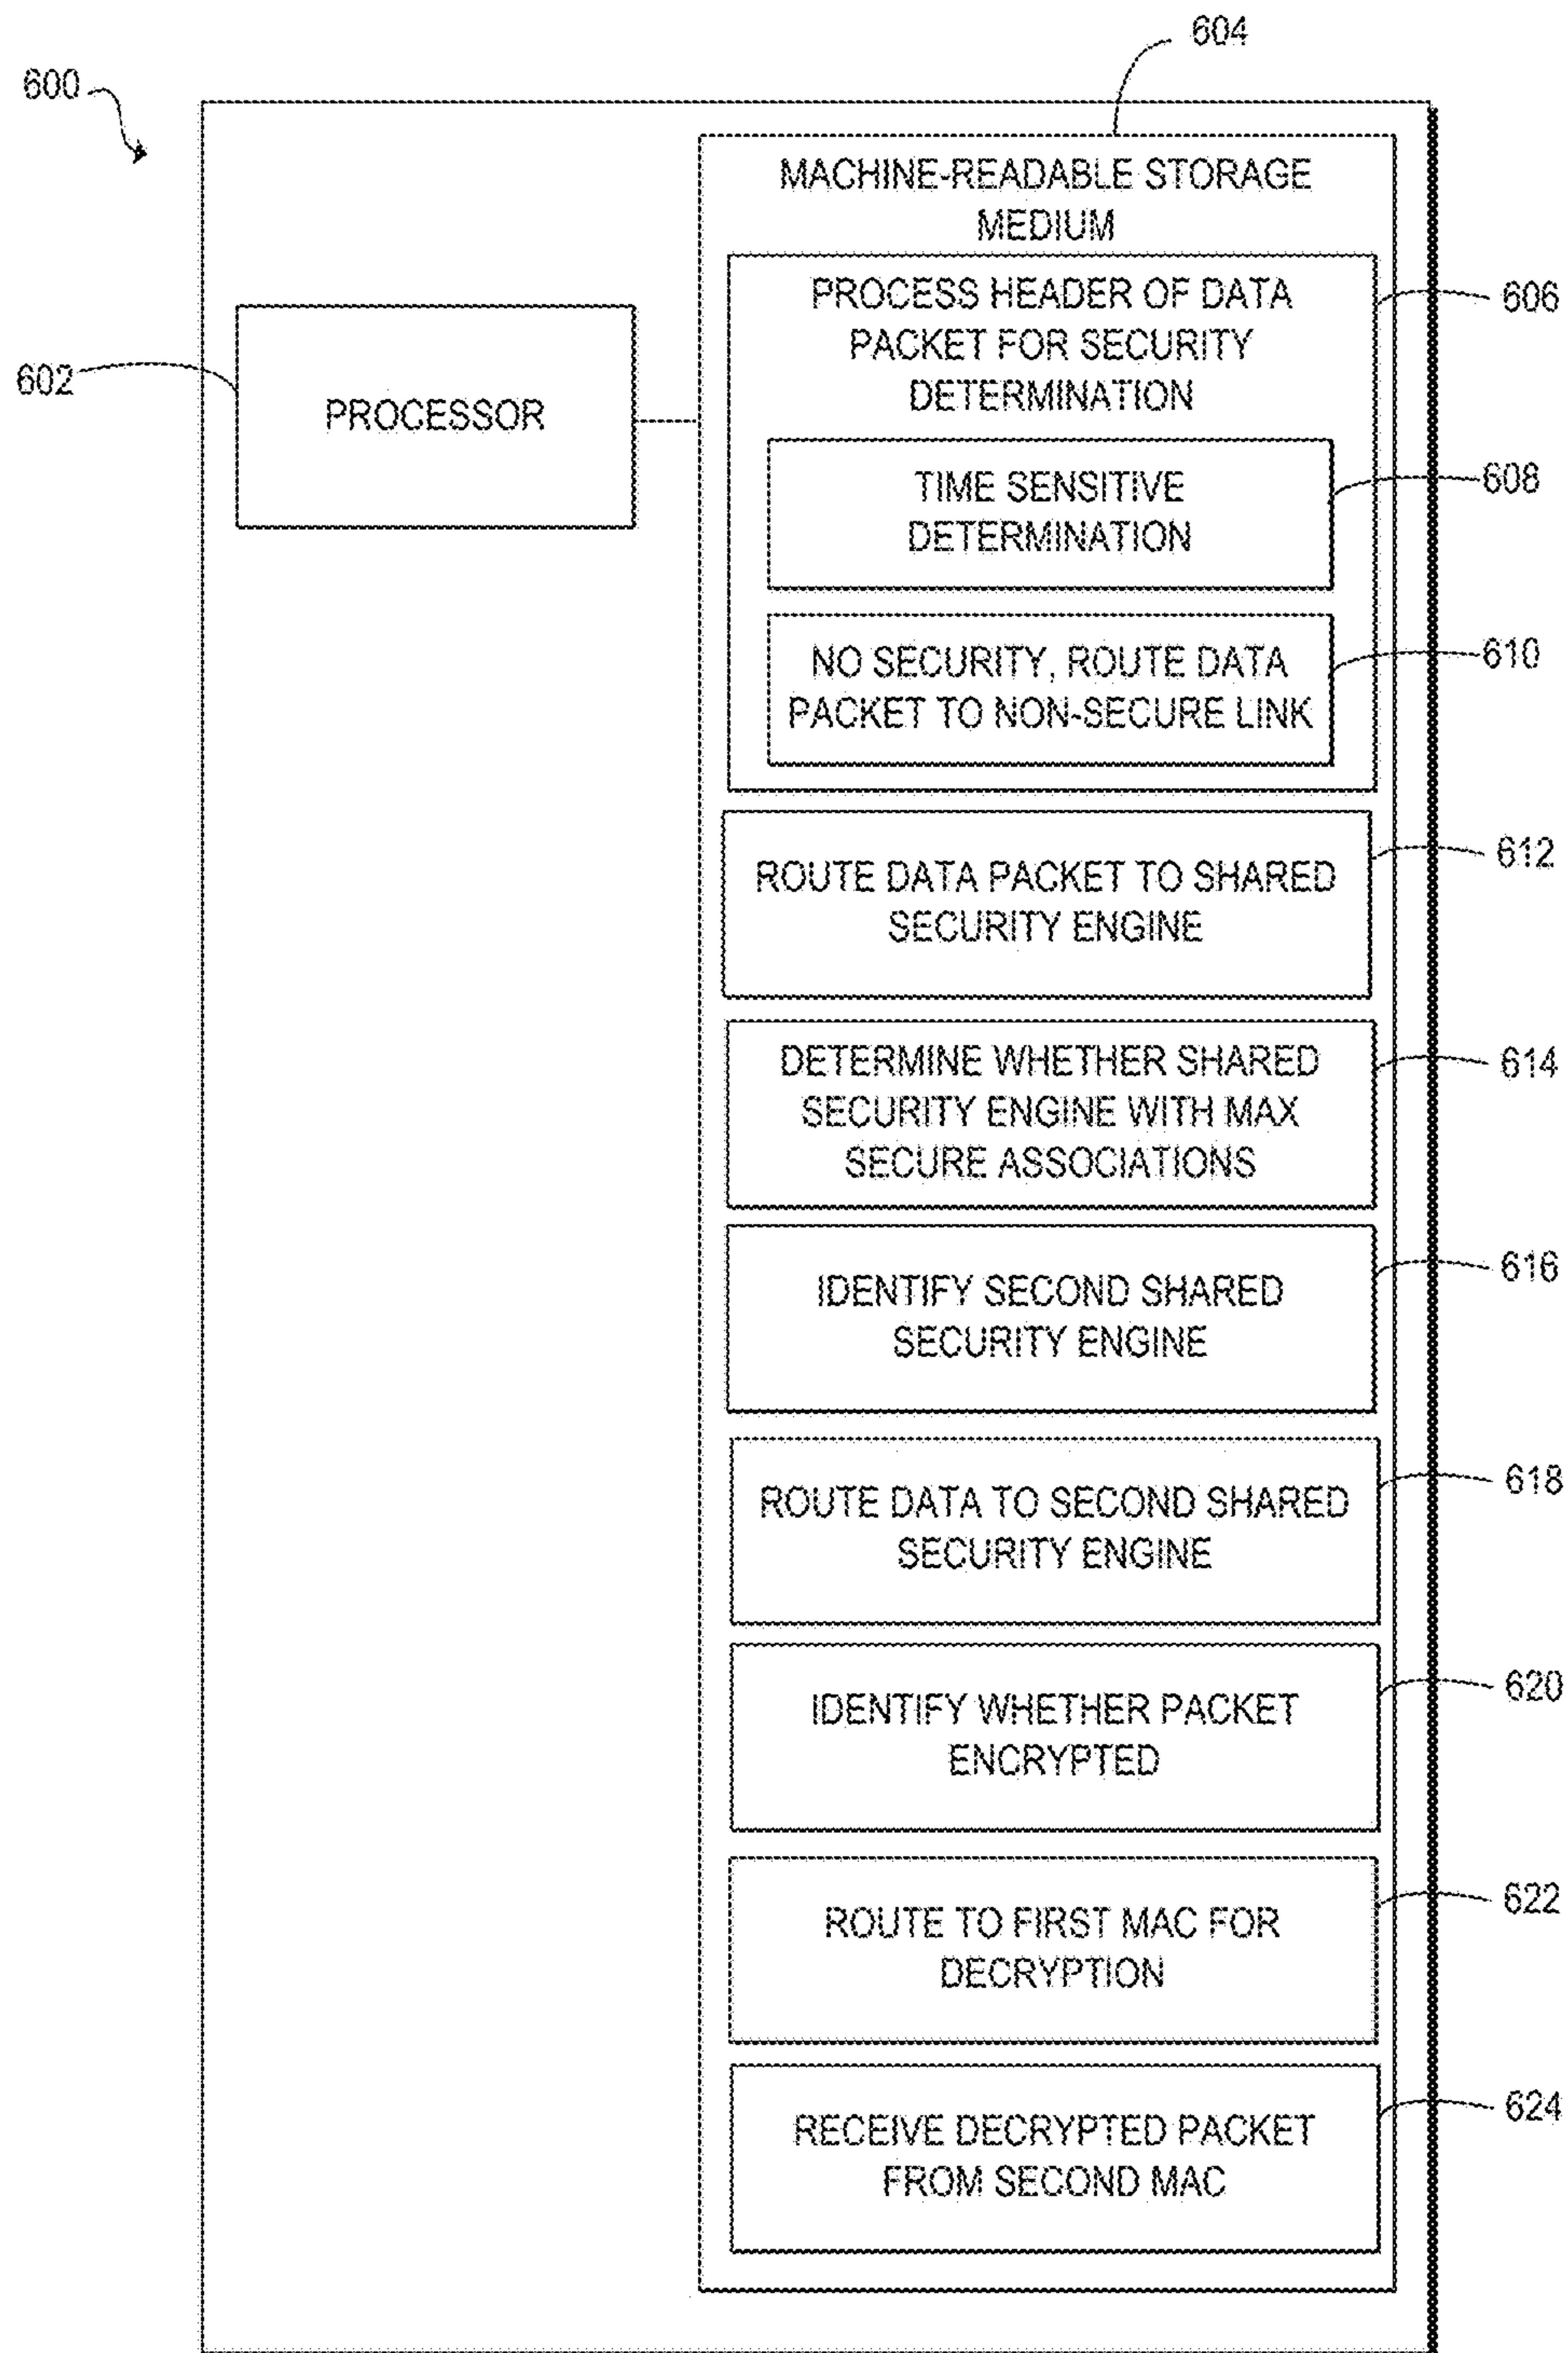 604
600
MACHINE-READABLE STORAGE
MEDIUM
PROCESS HEADER OF DATA
PACKET FOR SECURITY
DETERMINATION
606
602
PROCESSOR
TIME SENSITIVE
DETERMINATION
608
NO SECURITY, ROUTE DATA
PACKET TO NON-SECURE LINK
610
ROUTE DATA PACKET TO SHARED
SECURITY ENGINE
612
DETERMINE WHETHER SHARED
SECURITY ENGINE WITH MAX
SECURE ASSOCIATIONS
614
IDENTIFY SECOND SHARED
SECURITY ENGINE
616
ROUTE DATA TO SECOND SHARED
SECURITY ENGINE
618
IDENTIFY WHETHER PACKET
ENCRYPTED
620
ROUTE TO FIRST MAC FOR
DECRYPTION
622
RECEIVE DECRYPTED PACKET
FROM SECOND MAC
624